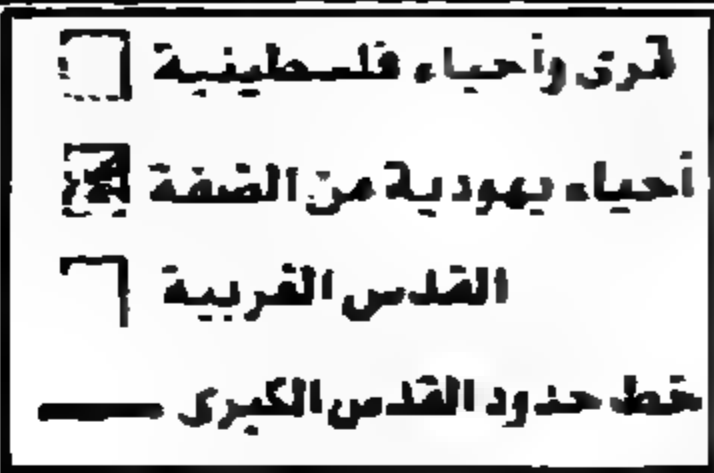 قرى وأحياء فلسطينية
أحياء يهودية من الضفة
القدس الغربية
خط حدود القدس الكبرى